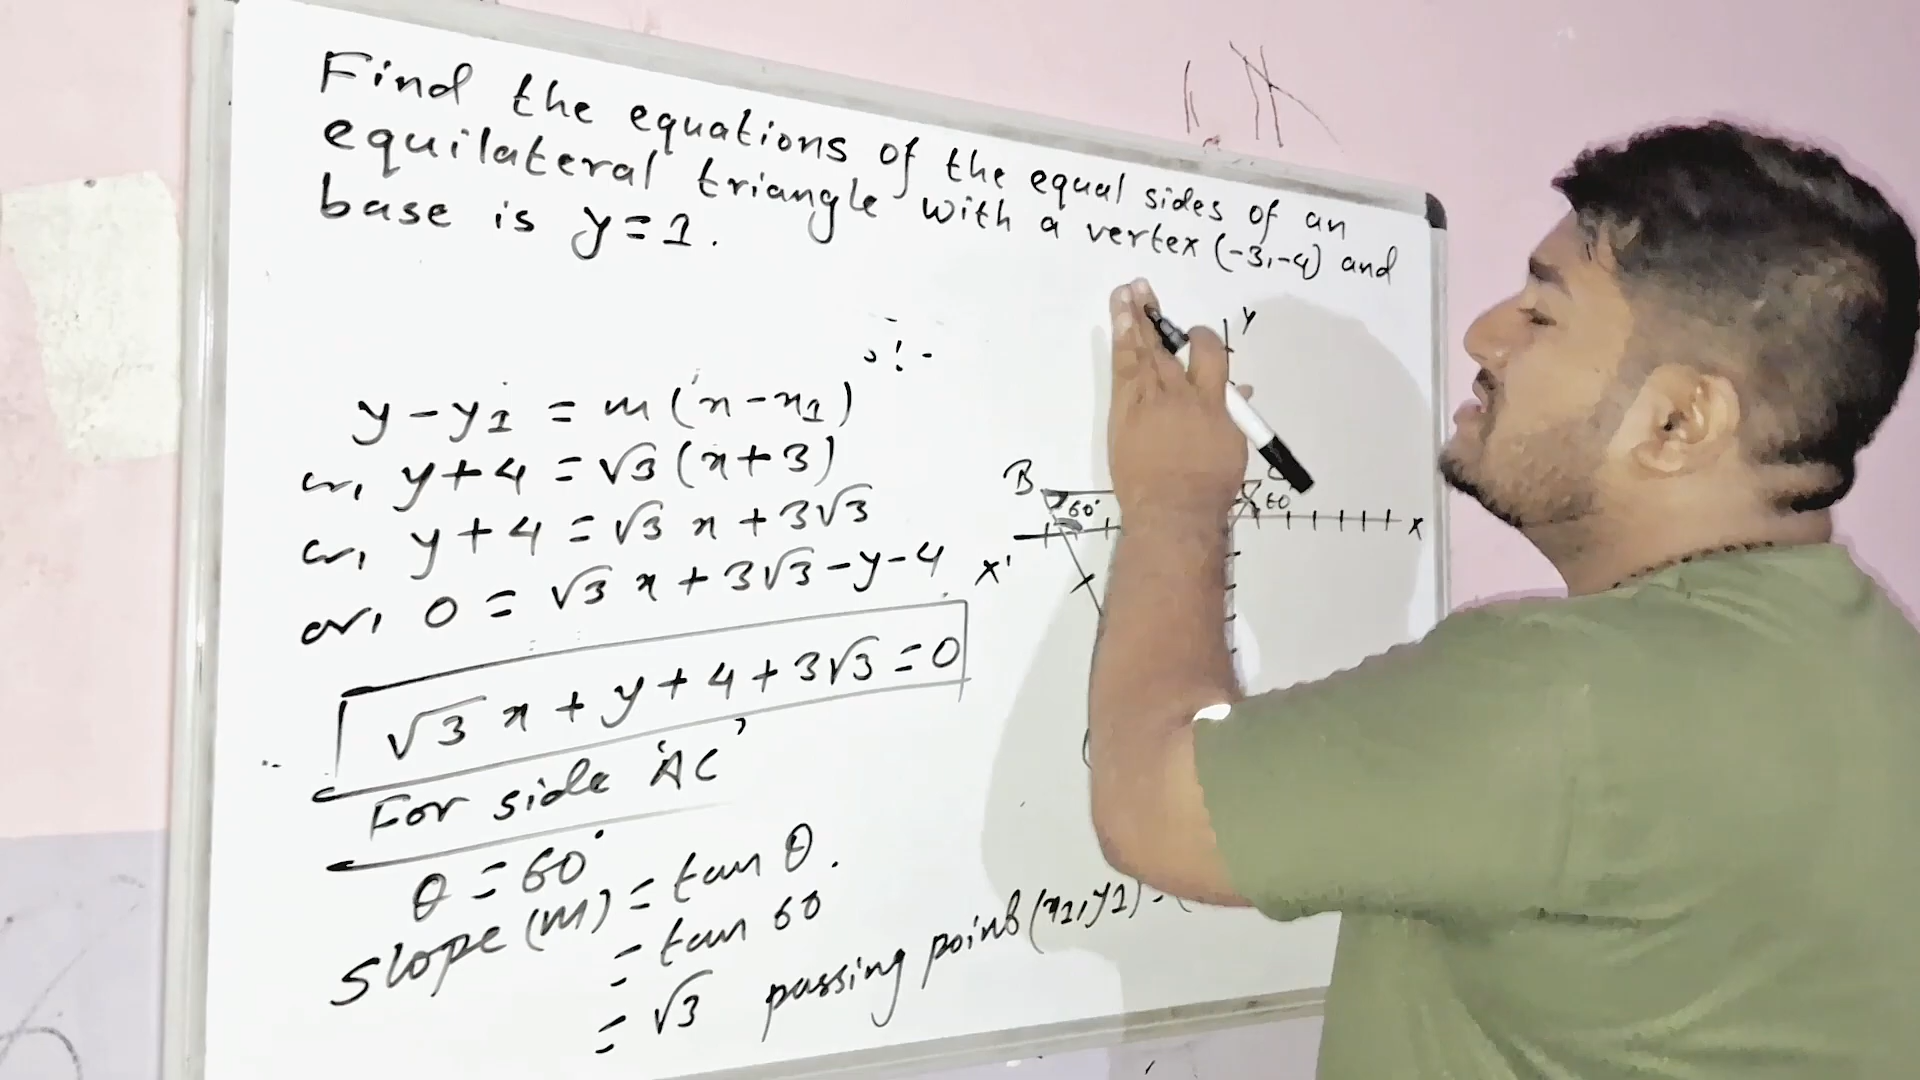 Find the equations of the equal sides of an
equilateral triangle with a vertex (-3,-4) and
base is y=1.
y-y1 = m(x-x1)
or, y+4 = √3(x+3)
or, y+4 = √3 x + 3√3
or, 0 = √3 x + 3√3-y-4
√3 x + y + 4 + 3√3 = 0
For side 'AC'
θ = 60°
Slope (m) = tan θ.
= tan 60
= √3 passing point (x1,y1) = (
Y
B
60°
60
X
X'